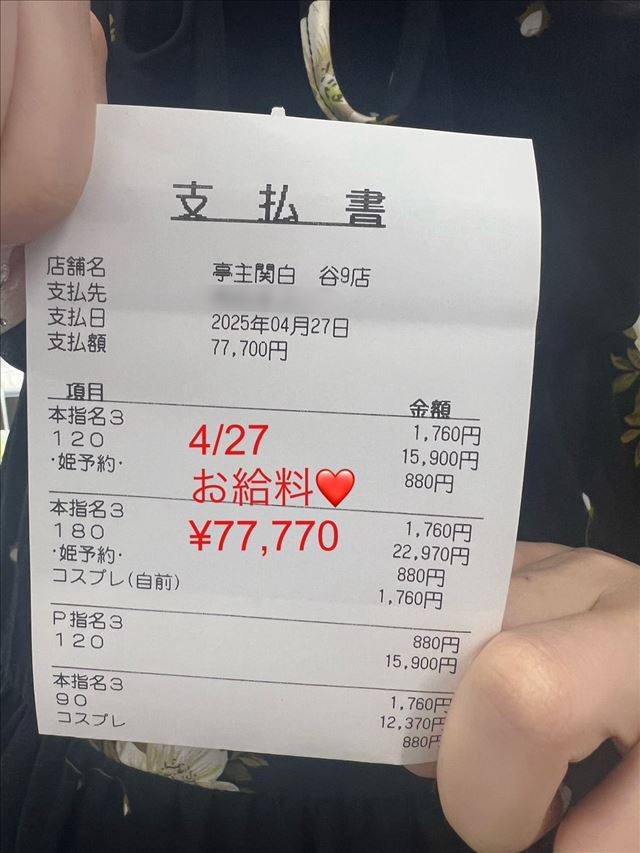 支払書
店舗名 亭主関白 谷9店
支払先
支払日 2025年04月27日
支払額 77,700円
項目 金額
本指名3 1,760円
120 15,900円
･姫予約･ 880円
4/27
お給料❤️
¥77,770
本指名3 1,760円
180 22,970円
･姫予約･ 880円
コスプレ(自前) 1,760円
P指名3 880円
120 15,900円
本指名3 1,760円
90 12,370円
コスプレ 880円